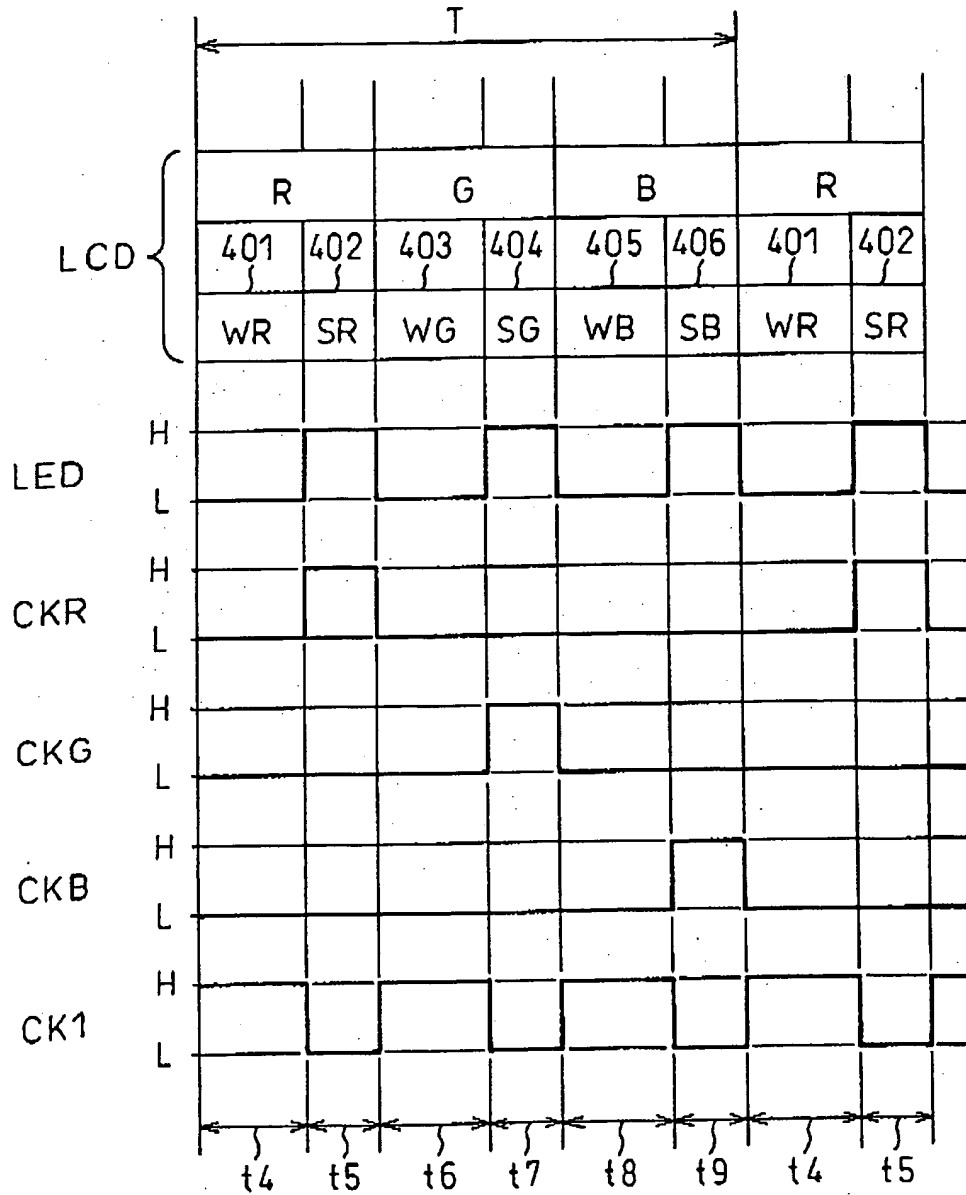 T
R G B R
LCD
401 402 403 404 405 406 401 402
WR SR WG SG WB SB WR SR
H
LED
L
H
CKR
L
H
CKG
L
H
CKB
L
H
CK1
L
t4 t5 t6 t7 t8 t9 t4 t5